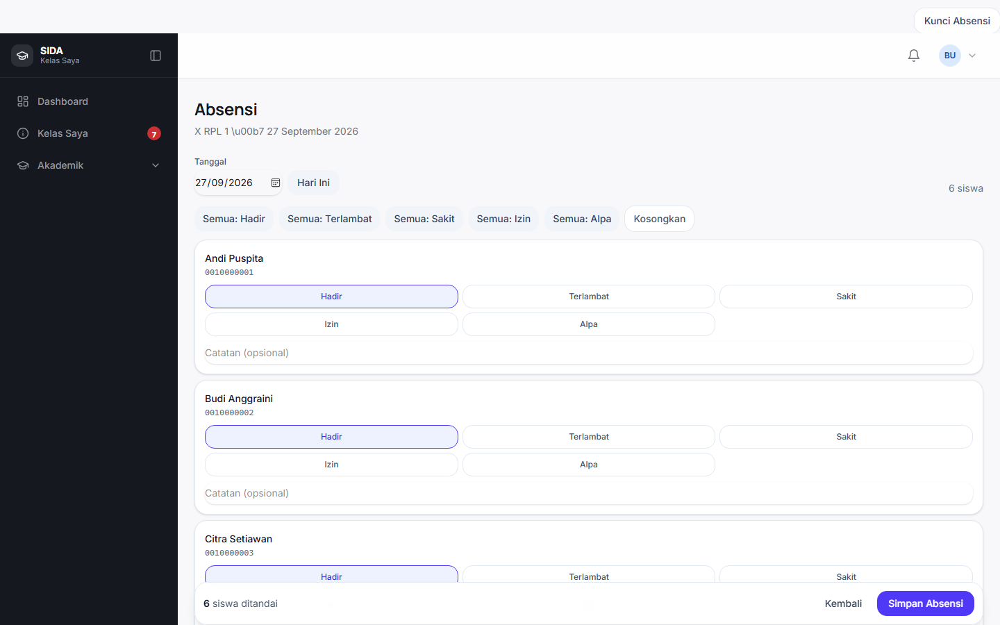 Kunci Absensi
SIDA
Kelas Saya
BU
Dashboard
Kelas Saya
7
Akademik
Absensi
X RPL 1 \u00b7 27 September 2026
Tanggal
27/09/2026
Hari Ini
6 siswa
Semua: Hadir
Semua: Terlambat
Semua: Sakit
Semua: Izin
Semua: Alpa
Kosongkan
Andi Puspita
0010000001
Hadir
Terlambat
Sakit
Izin
Alpa
Catatan (opsional)
Budi Anggraini
0010000002
Hadir
Terlambat
Sakit
Izin
Alpa
Catatan (opsional)
Citra Setiawan
0010000003
Hadir
Terlambat
Sakit
6 siswa ditandai
Kembali
Simpan Absensi